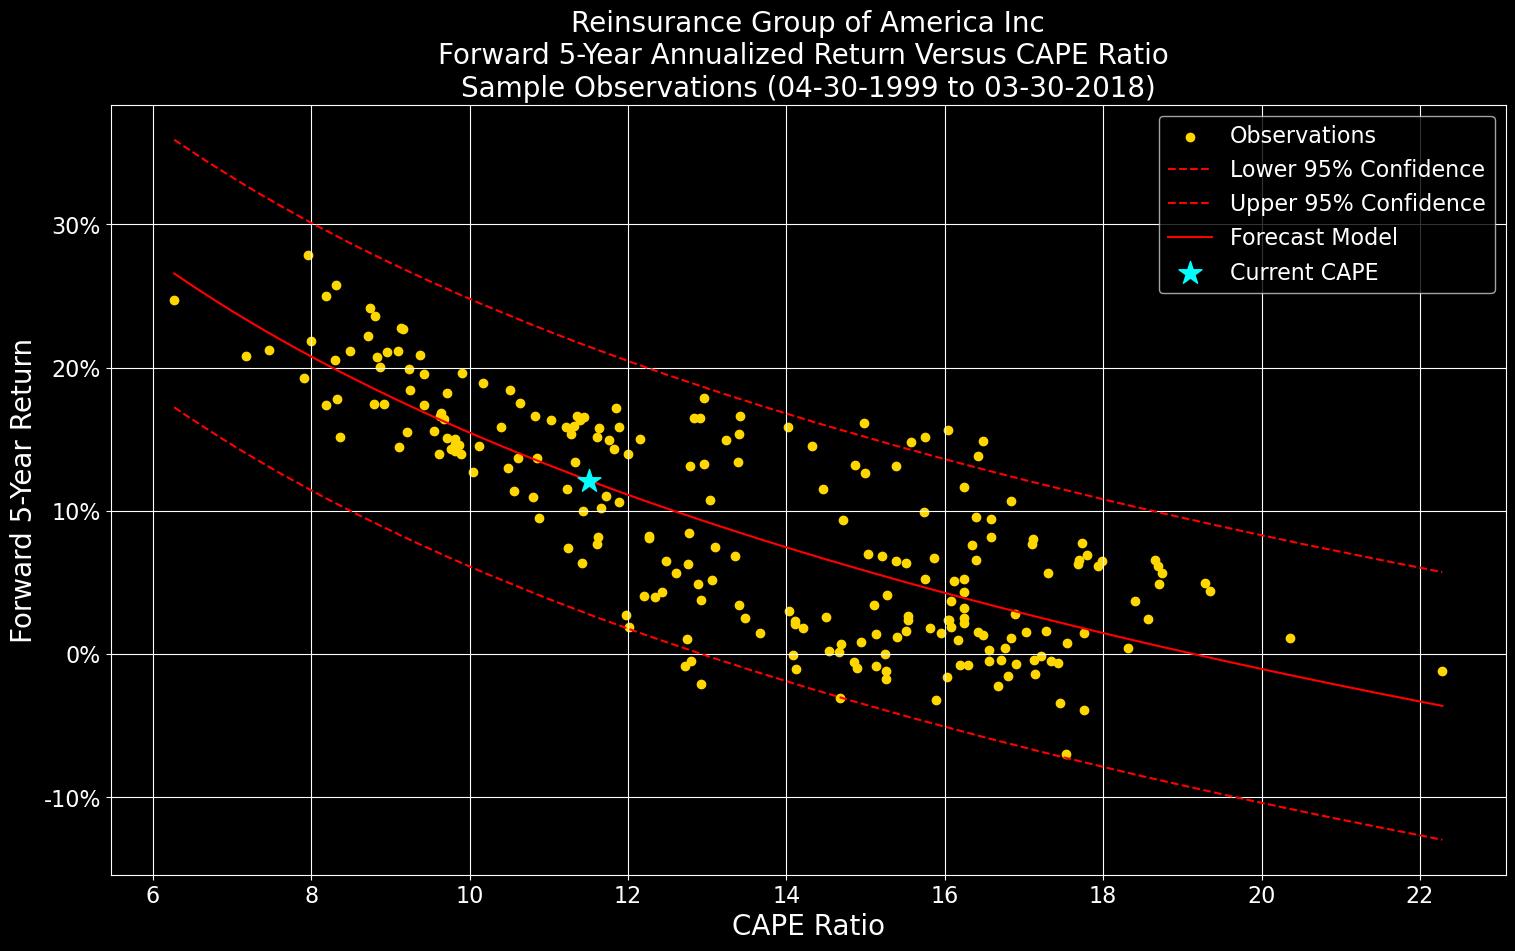 Reinsurance Group of America Inc
Forward 5-Year Annualized Return Versus CAPE Ratio
Sample Observations (04-30-1999 to 03-30-2018)
Observations
Lower 95% Confidence
Upper 95% Confidence
Forecast Model
Current CAPE
Forward 5-Year Return
30%
20%
10%
0%
-10%
6 8 10 12 14 16 18 20 22
CAPE Ratio